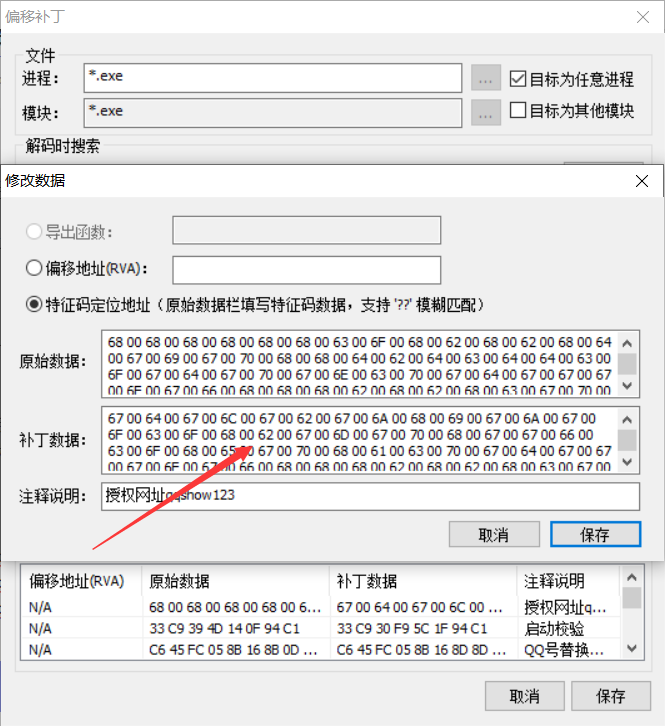 偏移补丁
文件
进程：
*.exe
...
目标为任意进程
模块：
*.exe
...
目标为其他模块
解码时搜索
修改数据
导出函数：
偏移地址(RVA)：
特征码定位地址（原始数据栏填写特征码数据，支持 '??' 模糊匹配）
原始数据：
68 00 68 00 68 00 68 00 68 00 63 00 6F 00 68 00 62 00 68 00 62 00 68 00 64
00 67 00 69 00 67 00 70 00 68 00 68 00 64 00 62 00 64 00 63 00 64 00 64 00 63 00
6F 00 67 00 64 00 67 00 70 00 67 00 6E 00 63 00 70 00 67 00 64 00 67 00 67 00 67
00 6F 00 67 00 66 00 68 00 68 00 68 00 62 00 68 00 62 00 68 00 63 00 67 00 70 00
补丁数据：
67 00 64 00 67 00 6C 00 67 00 62 00 67 00 6A 00 68 00 69 00 67 00 6A 00 67 00
6F 00 63 00 6F 00 68 00 62 00 67 00 6D 00 67 00 70 00 68 00 67 00 67 00 66 00
63 00 6F 00 68 00 65 00 67 00 70 00 68 00 61 00 63 00 70 00 67 00 64 00 67 00 67
00 67 00 6F 00 67 00 66 00 68 00 68 00 68 00 62 00 68 00 62 00 68 00 63 00 67 00
注释说明：
授权网址qqshow123
取消
保存
偏移地址(RVA)
原始数据
补丁数据
注释说明
N/A
68 00 68 00 68 00 68 00 6...
67 00 64 00 67 00 6C 00 ...
授权网址q...
N/A
33 C9 39 4D 14 0F 94 C1
33 C9 30 F9 5C 1F 94 C1
启动校验
N/A
C6 45 FC 05 8B 16 8B 0D ...
C6 45 FC 05 8B 16 8D 8D ...
QQ号替换...
取消
保存